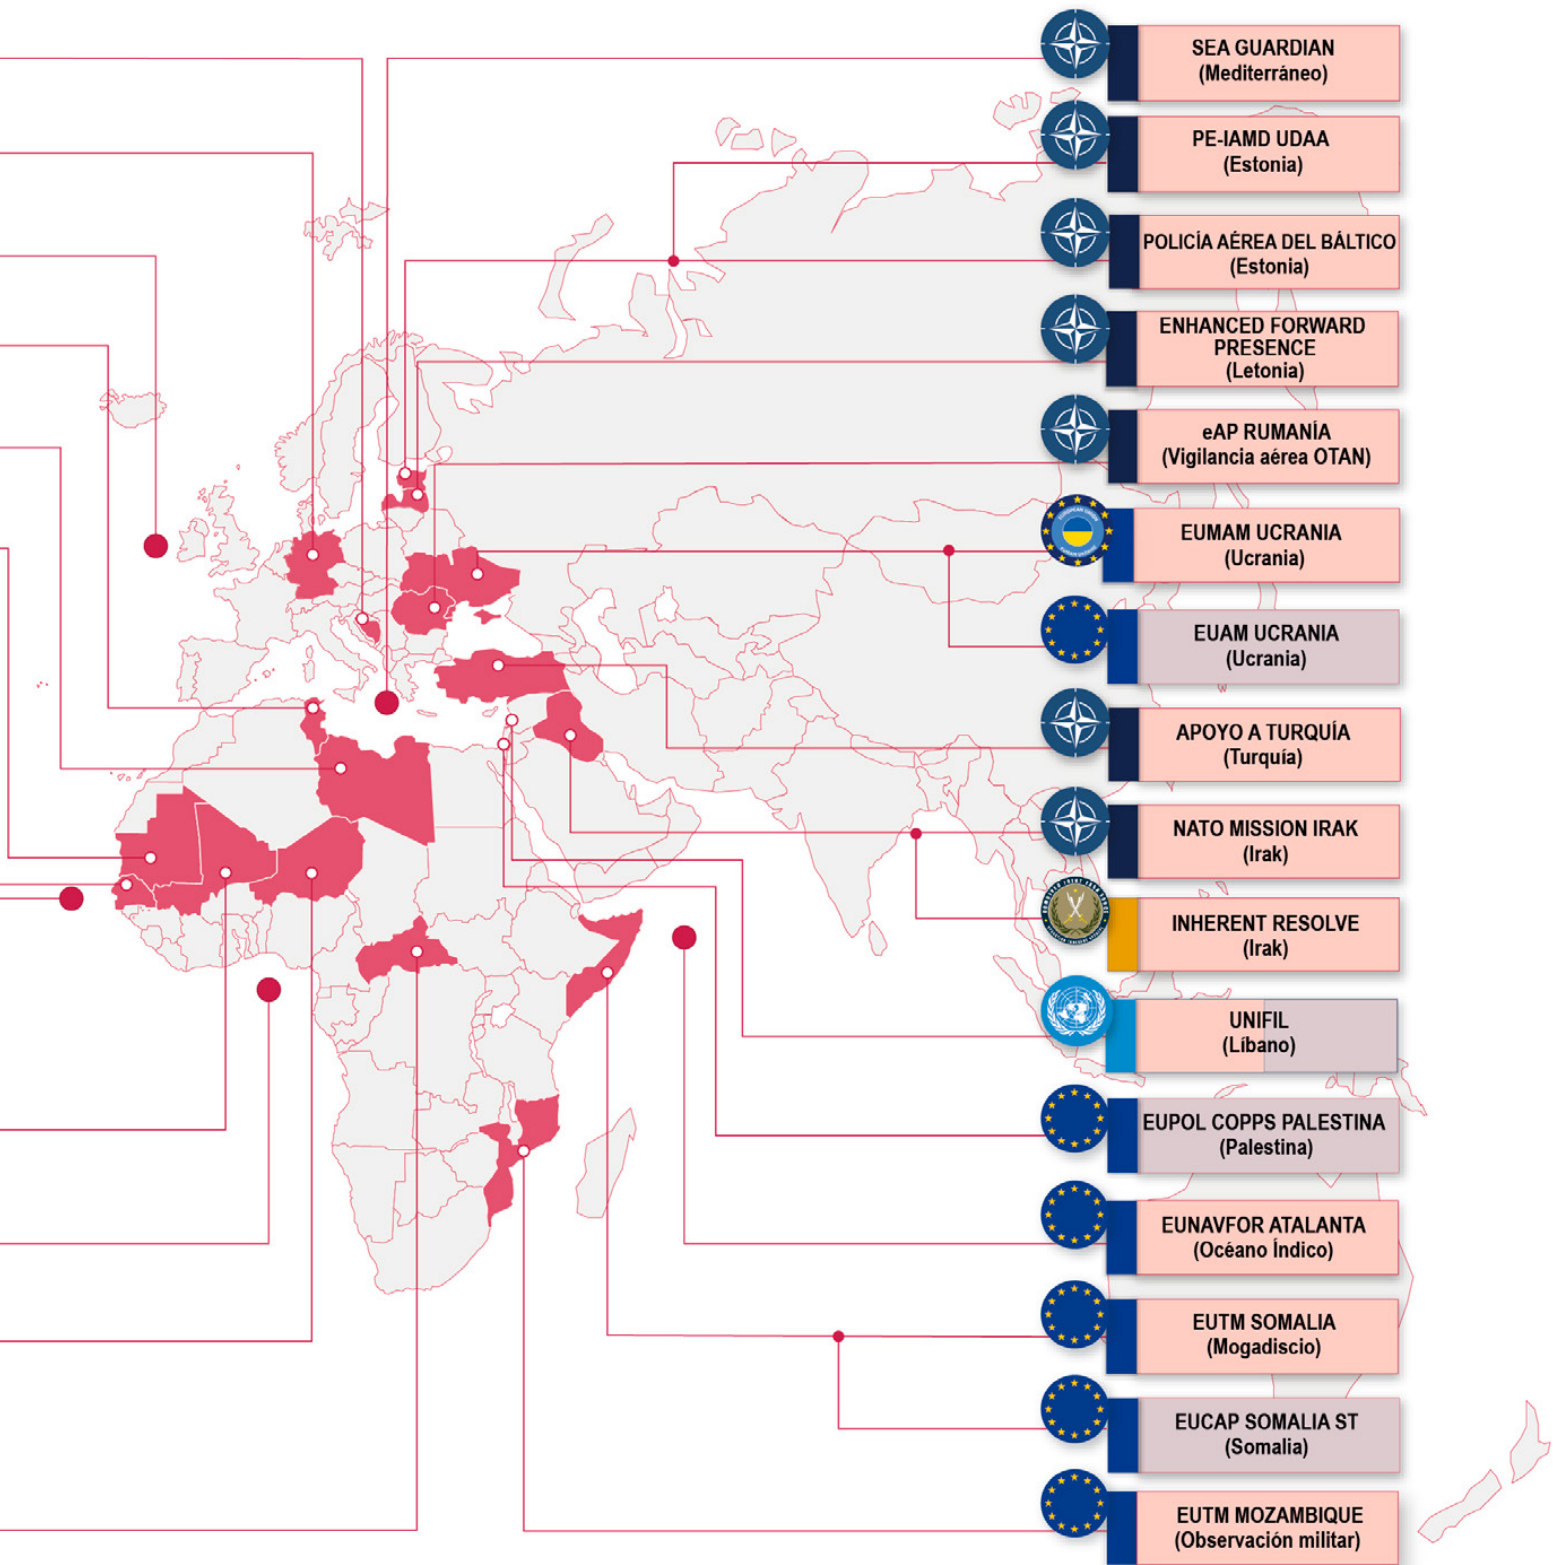 SEA GUARDIAN
(Mediterráneo)
PE-IAMD UDAA
(Estonia)
POLICÍA AÉREA DEL BÁLTICO
(Estonia)
ENHANCED FORWARD
PRESENCE
(Letonia)
eAP RUMANÍA
(Vigilancia aérea OTAN)
EUMAM UCRANIA
(Ucrania)
EUAM UCRANIA
(Ucrania)
APOYO A TURQUÍA
(Turquía)
NATO MISSION IRAK
(Irak)
INHERENT RESOLVE
(Irak)
UNIFIL
(Líbano)
EUPOL COPPS PALESTINA
(Palestina)
EUNAVFOR ATALANTA
(Océano Índico)
EUTM SOMALIA
(Mogadiscio)
EUCAP SOMALIA ST
(Somalia)
EUTM MOZAMBIQUE
(Observación militar)